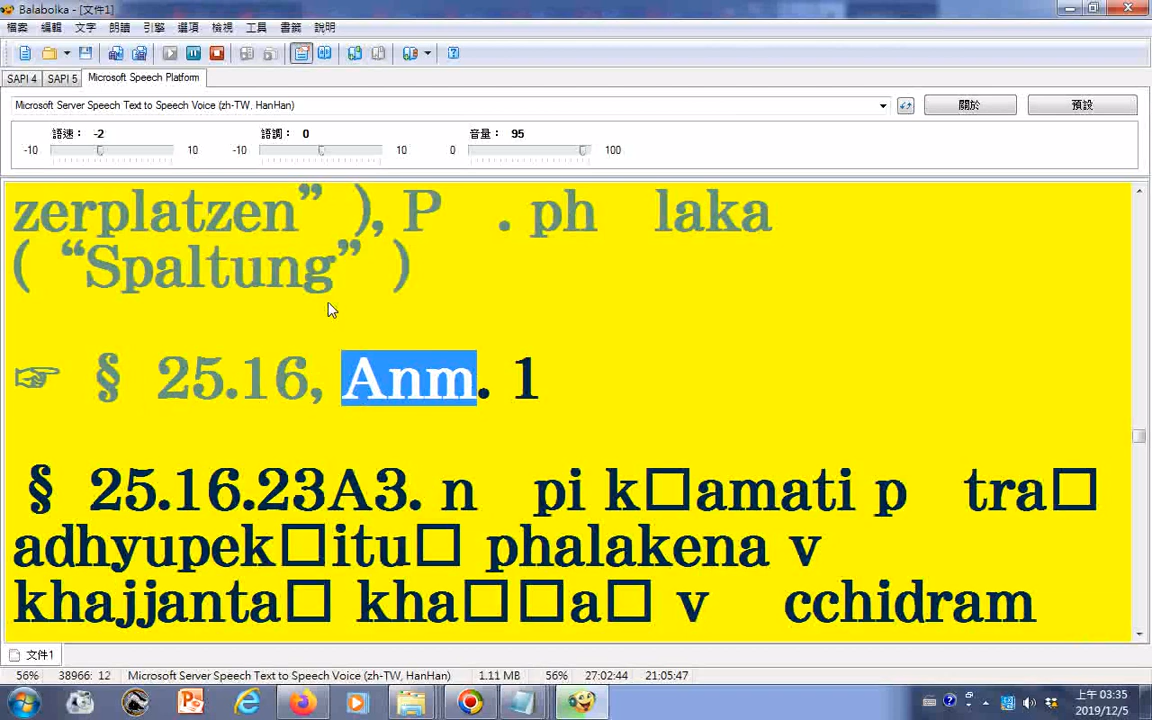 Balabolka - [文件1]
檔案 編輯 文字 朗讀 引擎 選項 檢視 工具 書籤 說明
SAPI 4 SAPI 5 Microsoft Speech Platform
Microsoft Server Speech Text to Speech Voice (zh-TW, HanHan) 關於 預設
語速： -2 語調： 0 音量： 95
-10 10 -10 10 0 100
zerplatzen” ), P . ph laka
( “Spaltung” )
☞ § 25.16, Anm. 1
§ 25.16.23A3. n pi k□amati p tra□
adhyupek□itu□ phalakena v
khajjanta□ kha□□a□ v cchidram
文件1
56% 38966: 12 Microsoft Server Speech Text to Speech Voice (zh-TW, HanHan) 1.11 MB 56% 27:02:44 21:05:47
上午 03:35
2019/12/5